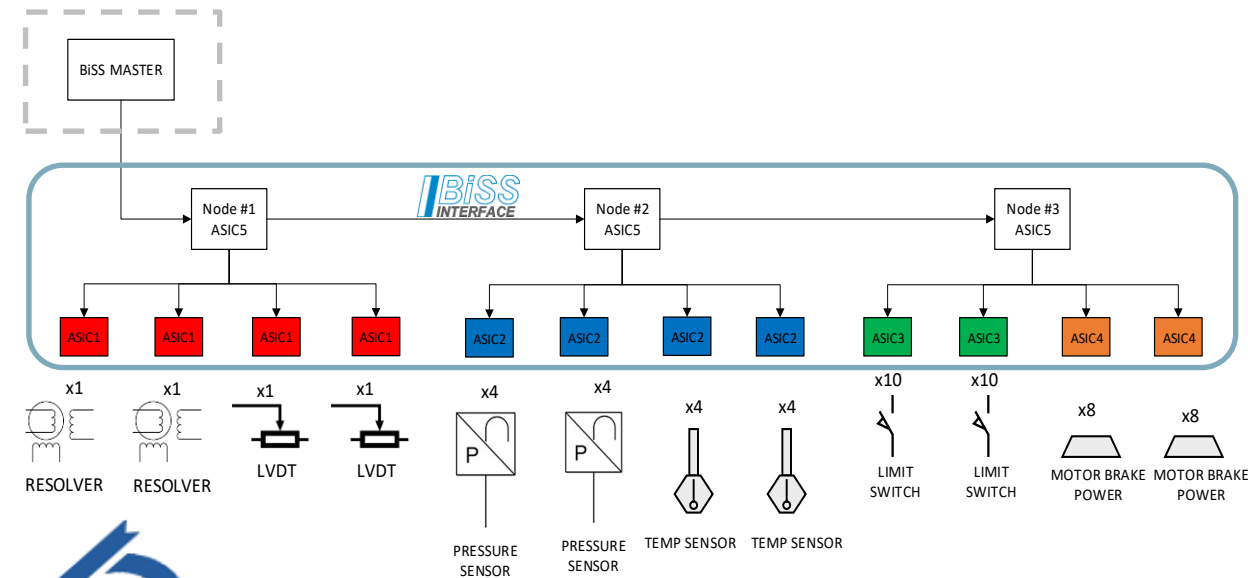 BiSS MASTER
BiSS
INTERFACE
Node #1
ASIC5
Node #2
ASIC5
Node #3
ASIC5
ASIC1
ASIC1
ASIC1
ASIC1
ASIC2
ASIC2
ASIC2
ASIC2
ASIC3
ASIC3
ASIC4
ASIC4
x1
x1
x1
x1
x4
x4
x4
x4
x10
x10
x8
x8
P
P
RESOLVER
RESOLVER
LVDT
LVDT
PRESSURE
SENSOR
PRESSURE
SENSOR
TEMP SENSOR
TEMP SENSOR
LIMIT
SWITCH
LIMIT
SWITCH
MOTOR BRAKE
POWER
MOTOR BRAKE
POWER